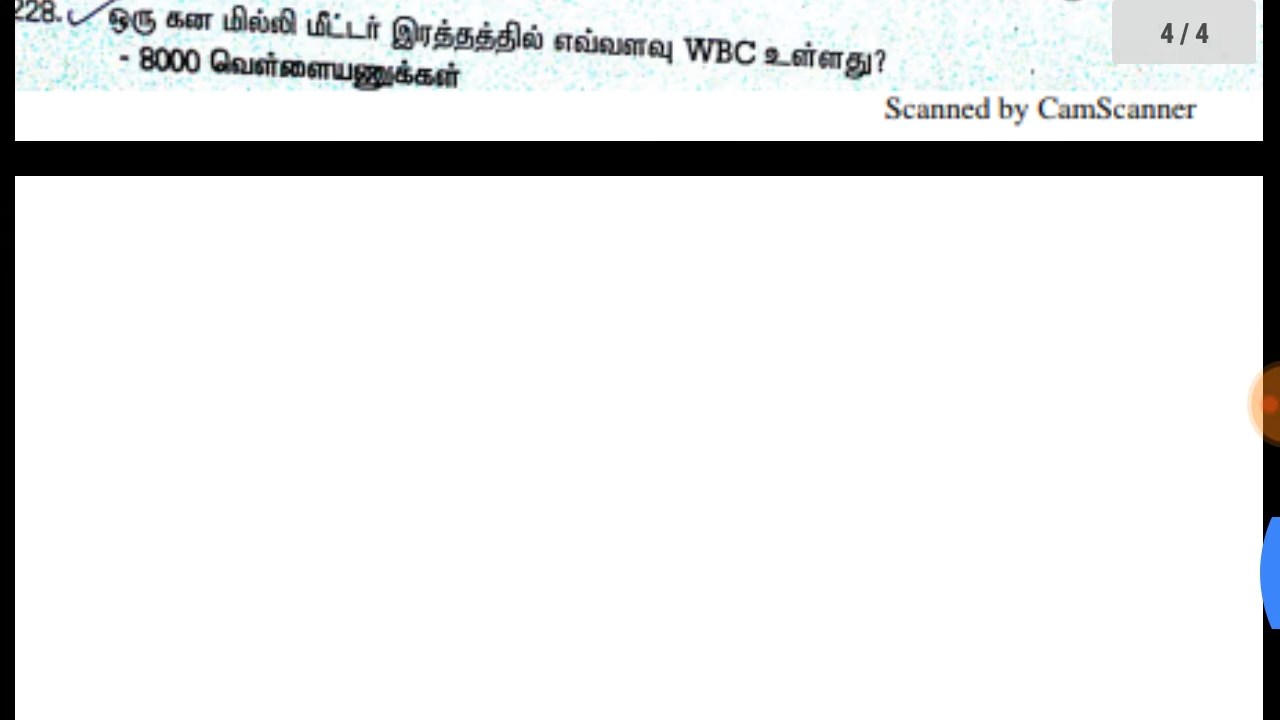 228. ஒரு கன மில்லி மீட்டர் இரத்தத்தில் எவ்வளவு WBC உள்ளது?
- 8000 வெள்ளையணுக்கள்
4 / 4
Scanned by CamScanner